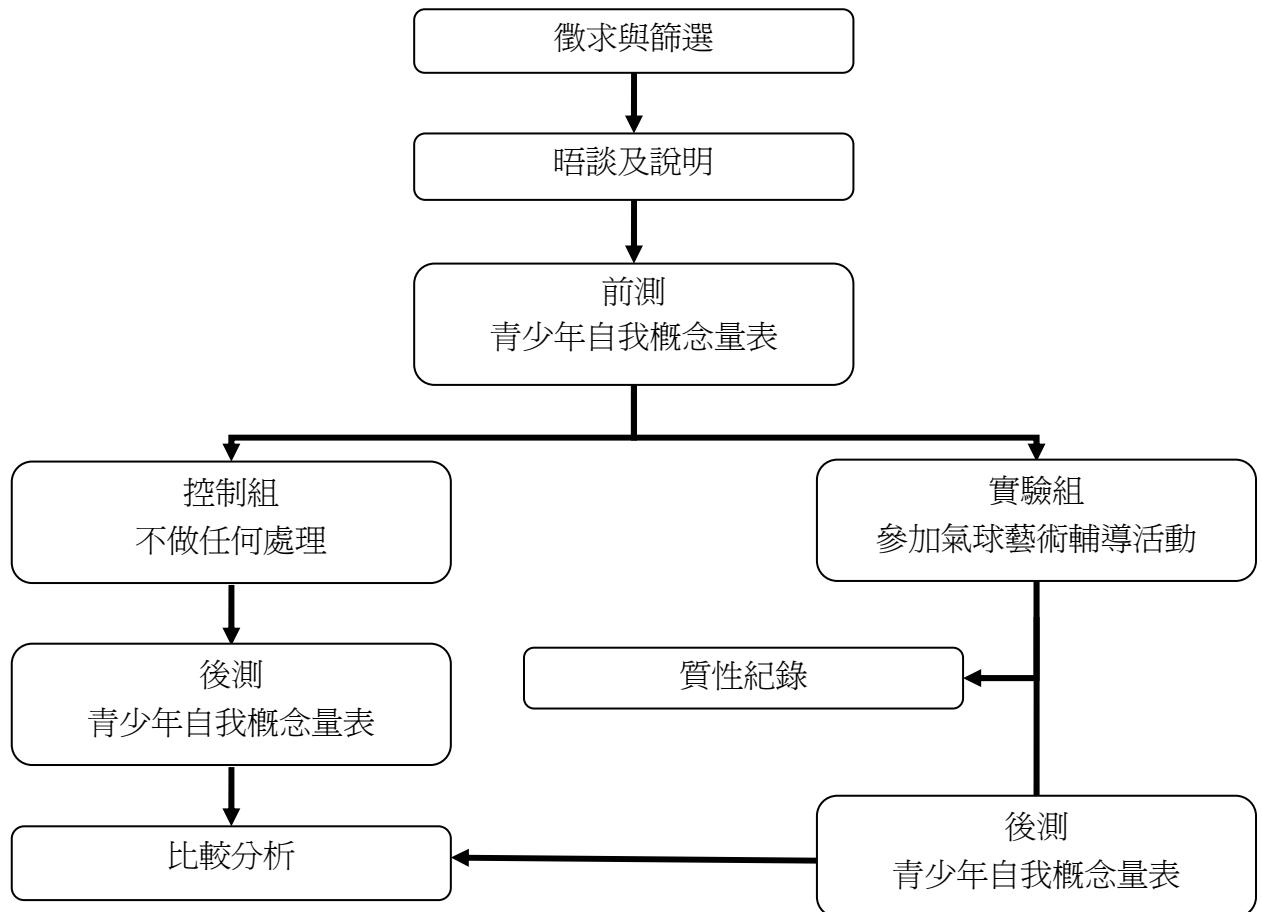 徵求與篩選
晤談及說明
前測
青少年自我概念量表
控制組
不做任何處理
實驗組
參加氣球藝術輔導活動
後測
青少年自我概念量表
質性紀錄
比較分析
後測
青少年自我概念量表